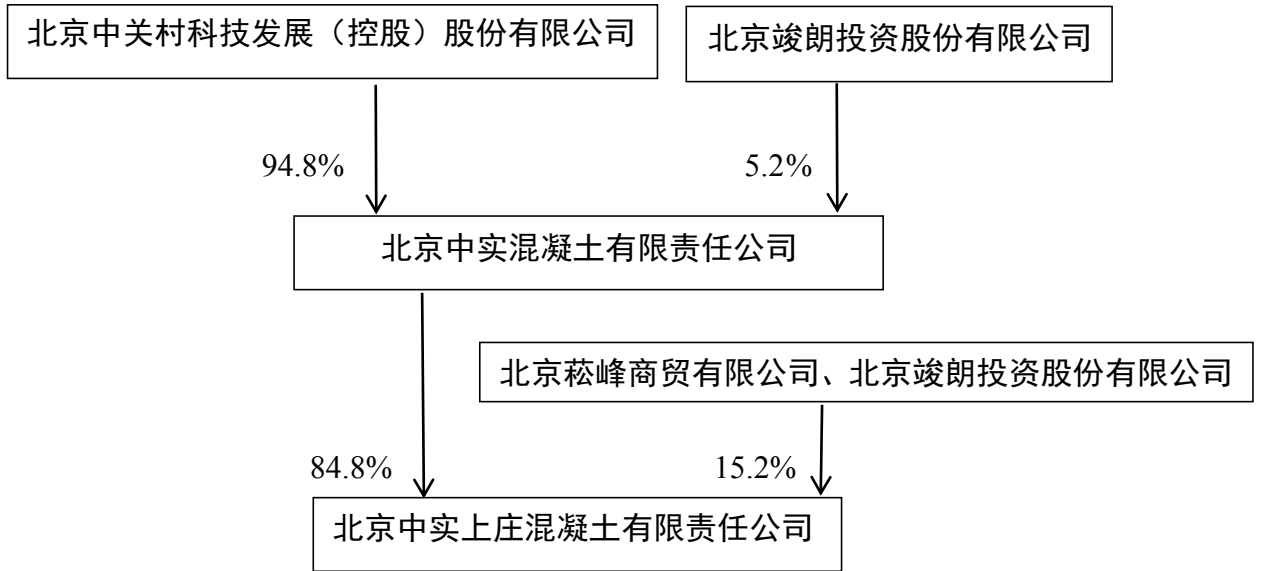 北京中关村科技发展（控股）股份有限公司
北京竣朗投资股份有限公司
94.8%
5.2%
北京中实混凝土有限责任公司
北京菘峰商贸有限公司、北京竣朗投资股份有限公司
84.8%
15.2%
北京中实上庄混凝土有限责任公司